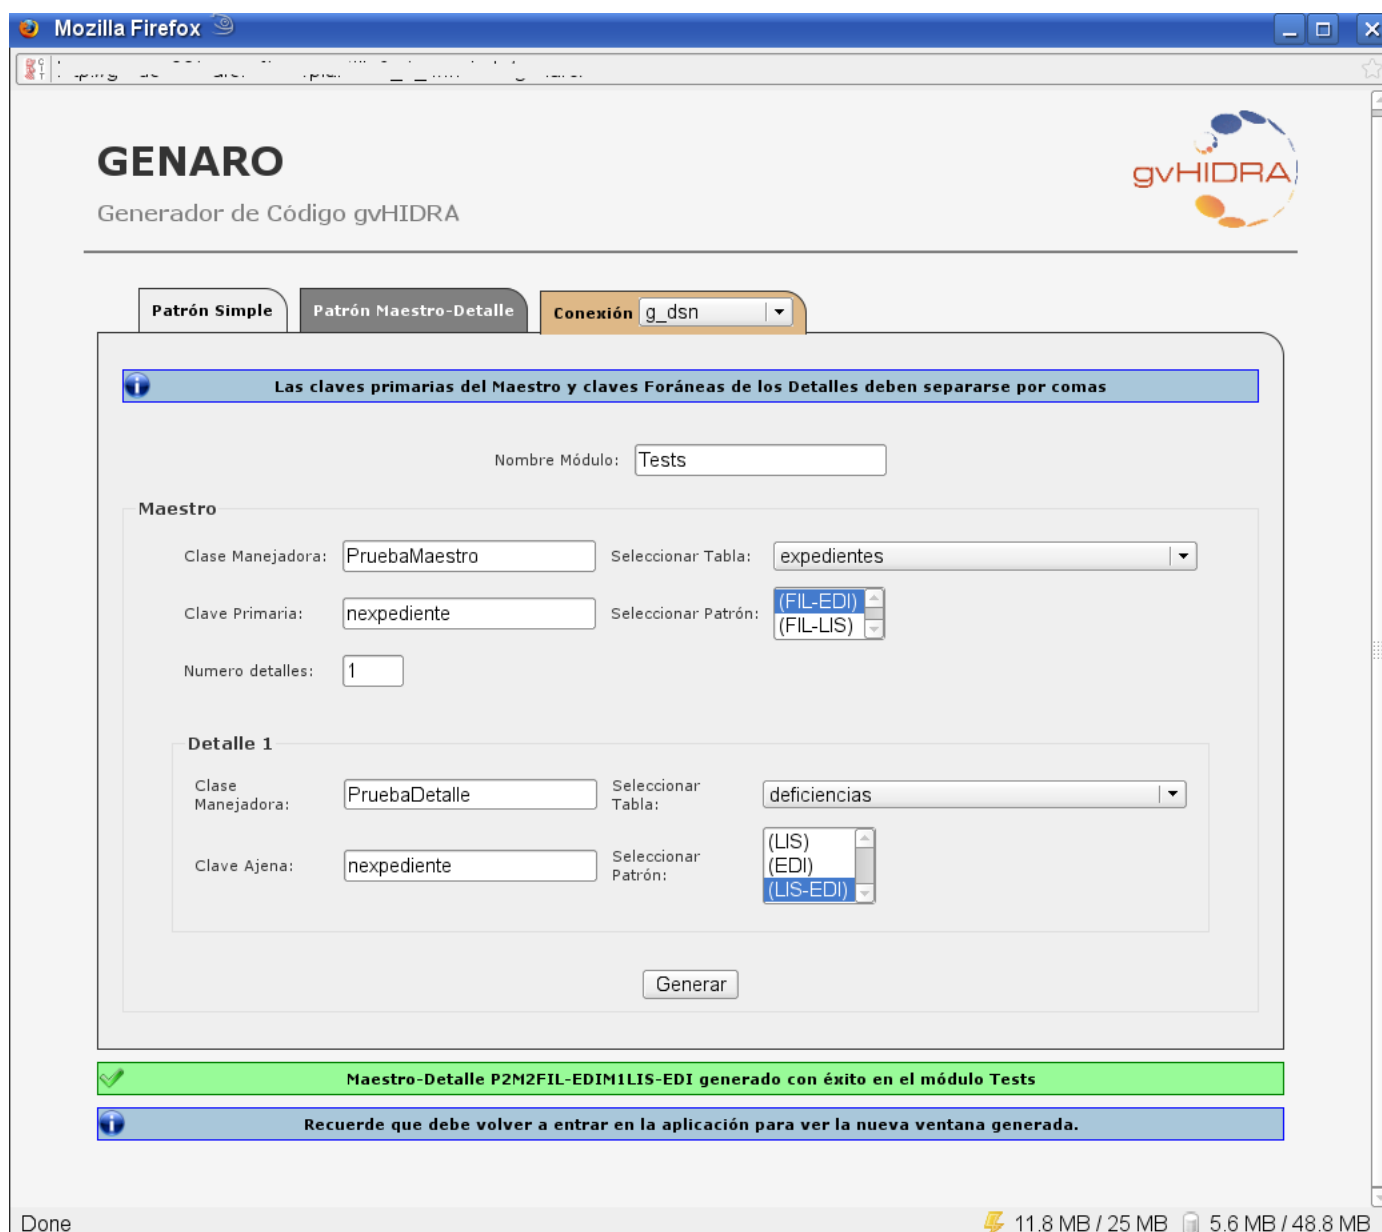 Mozilla Firefox
GENARO
gvHIDRA
Generador de Código gvHIDRA
Patrón Simple
Patrón Maestro-Detalle
Conexión g_dsn
Las claves primarias del Maestro y claves Foráneas de los Detalles deben separarse por comas
Nombre Módulo: Tests
Maestro
Clase Manejadora: PruebaMaestro Seleccionar Tabla: expedientes
Clave Primaria: nexpediente Seleccionar Patrón: (FIL-EDI)
(FIL-LIS)
Numero detalles: 1
Detalle 1
Clase Manejadora: PruebaDetalle Seleccionar Tabla: deficiencias
Clave Ajena: nexpediente Seleccionar Patrón: (LIS)
(EDI)
(LIS-EDI)
Generar
Maestro-Detalle P2M2FIL-EDIM1LIS-EDI generado con éxito en el módulo Tests
Recuerde que debe volver a entrar en la aplicación para ver la nueva ventana generada.
Done 11.8 MB / 25 MB 5.6 MB / 48.8 MB